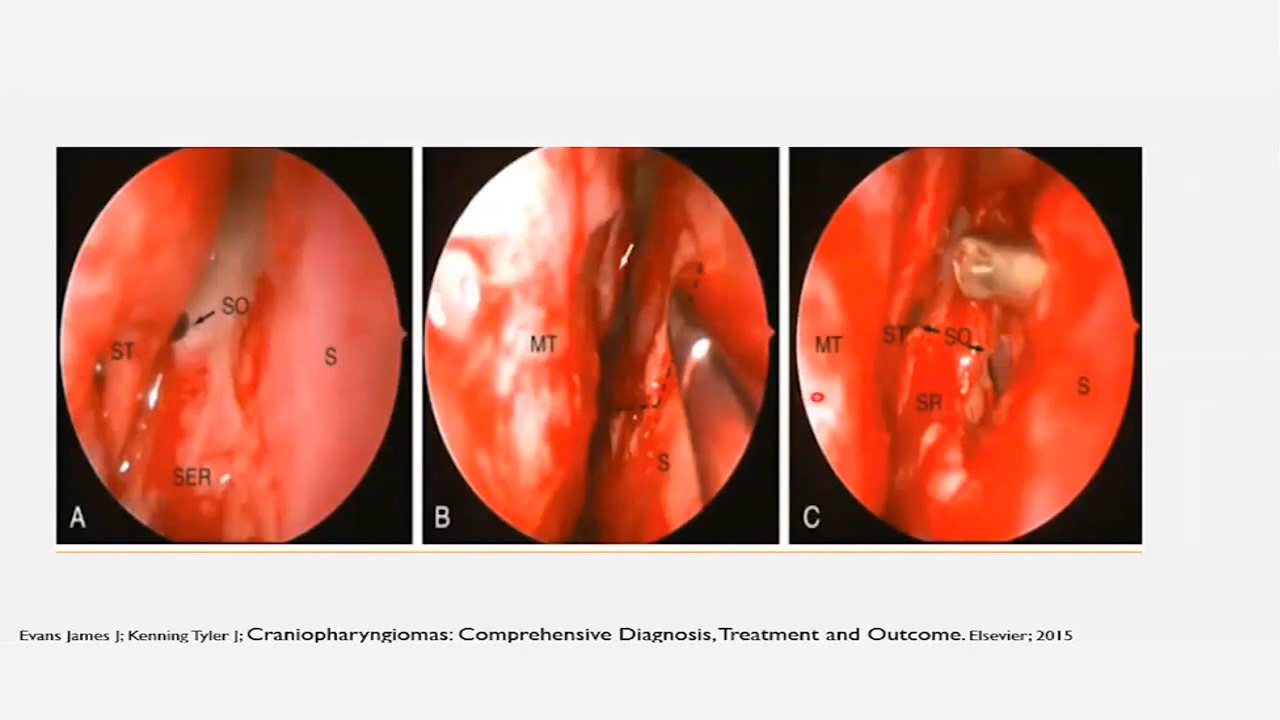 SO
ST
S
SER
A
MT
S
B
MT
ST
SO
SR
S
C
Evans James J; Kenning Tyler J; Craniopharyngiomas: Comprehensive Diagnosis, Treatment and Outcome. Elsevier; 2015